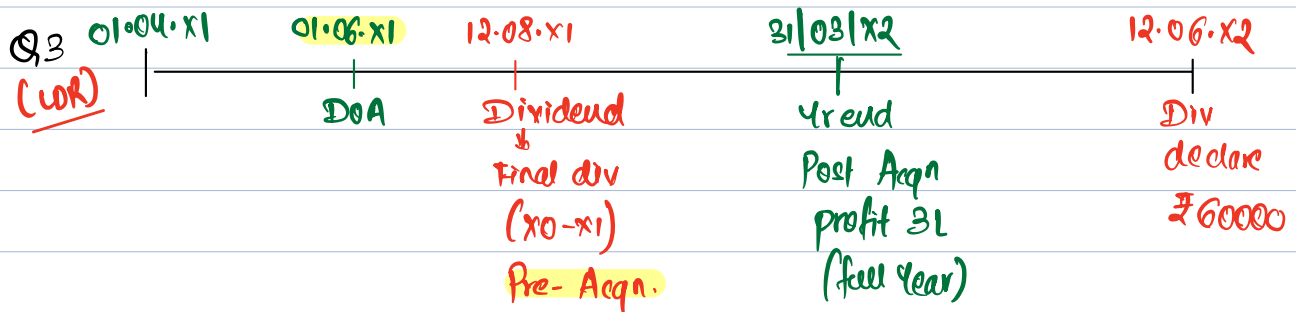 Q3 01.04.x1 01.06.x1 12.08.x1 31/03/x2 12.06.x2
(LDR) DOA Dividend Yr end Div
Final div Post Acqn declare
(x0-x1) profit 3L ₹60000
Pre-Acqn. (full Year)